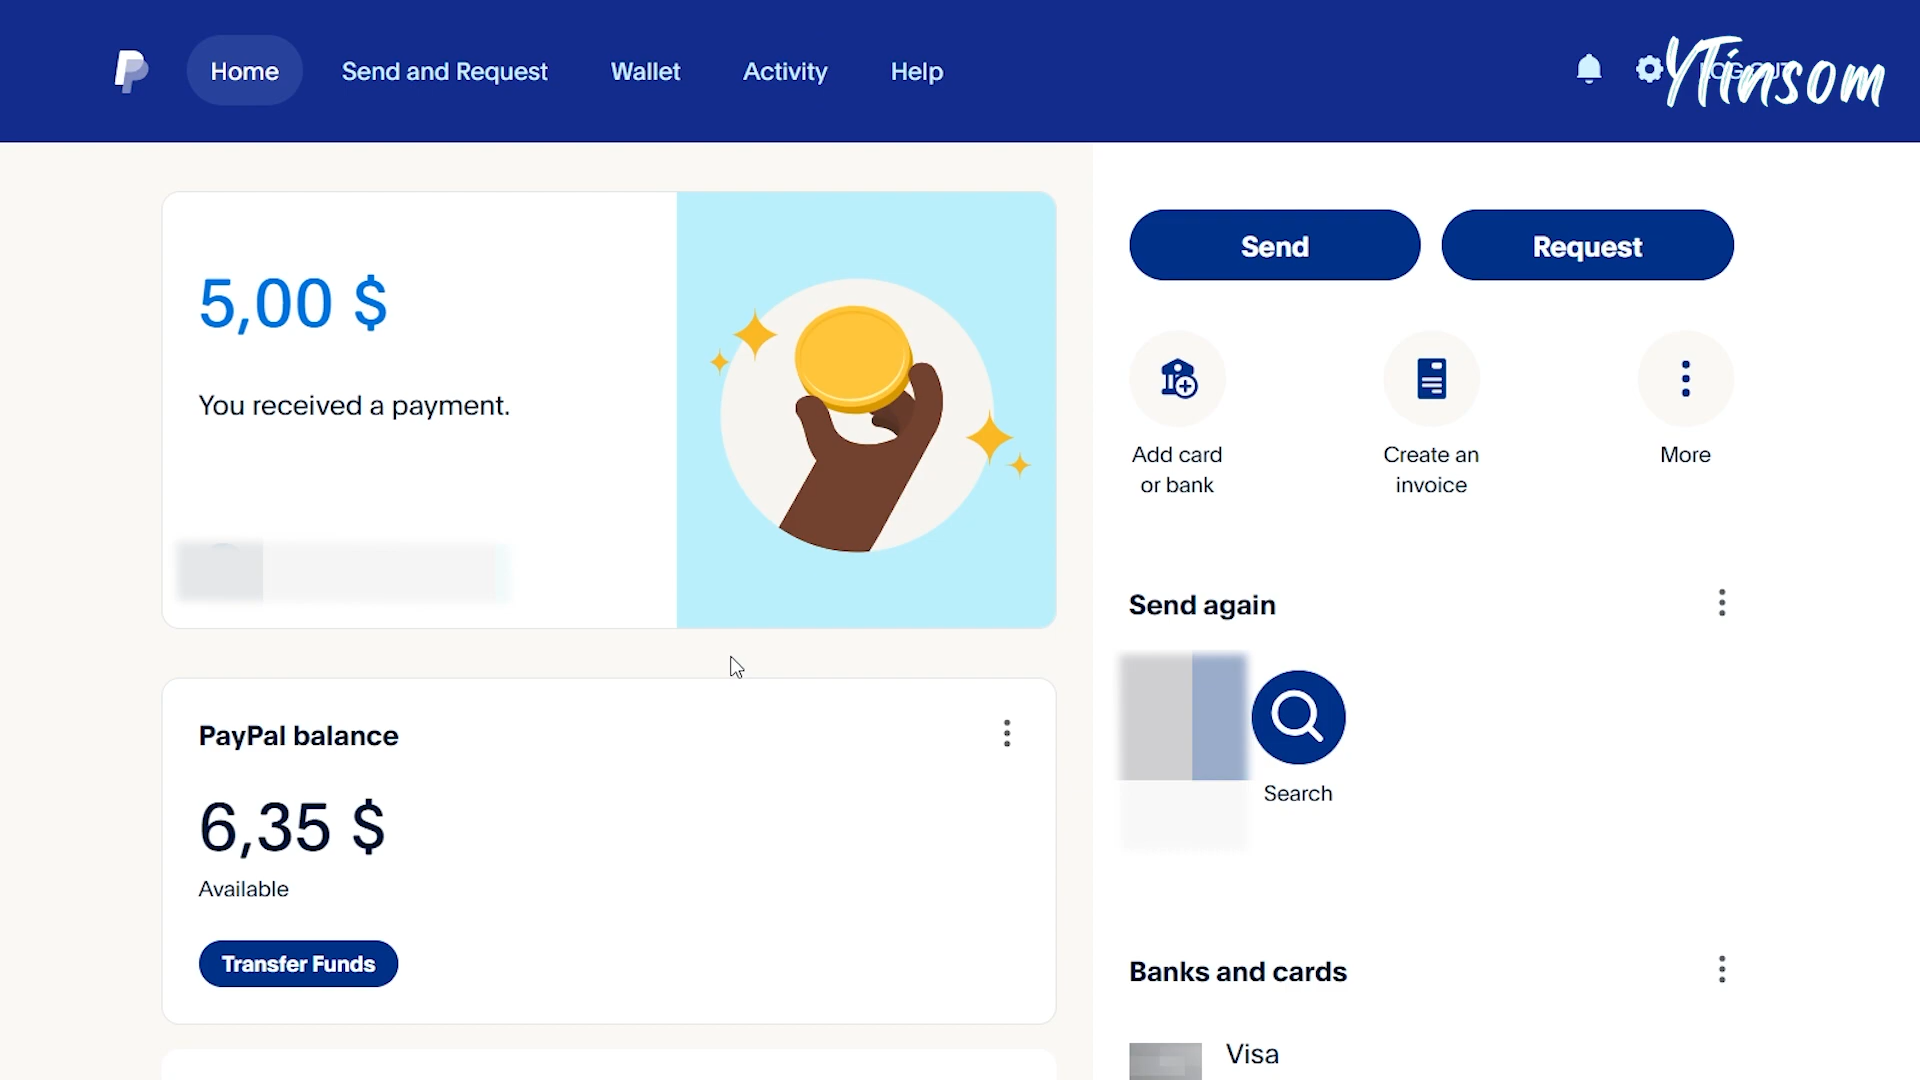 Home
Send and Request
Wallet
Activity
Help
YTinsom
5,00 $
You received a payment.
Send
Request
Add card
or bank
Create an
invoice
More
Send again
Search
PayPal balance
6,35 $
Available
Transfer Funds
Banks and cards
Visa